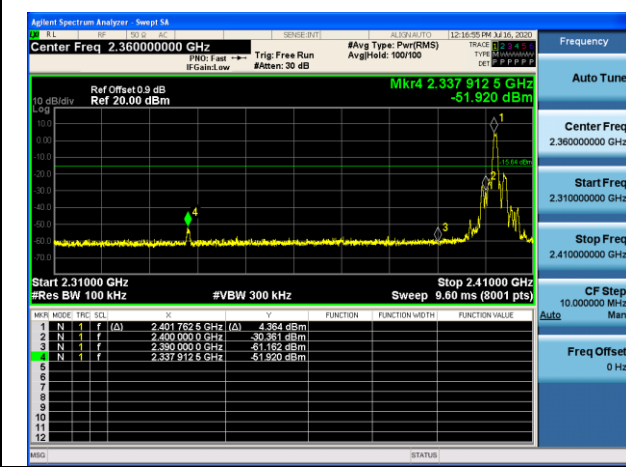 Agilent Spectrum Analyzer - Swept SA
RL RF 50 Ω AC SENSE:INT ALIGN AUTO 12:16:55 PM Jul 16, 2020
Center Freq 2.360000000 GHz
PNO: Fast
IFGain:Low
Trig: Free Run
#Atten: 30 dB
#Avg Type: Pwr(RMS)
Avg|Hold: 100/100
TRACE 1 2 3 4 5 6
TYPE
DET P P P P P P
Mkr4 2.337 912 5 GHz
-51.920 dBm
Ref Offset 0.9 dB
10 dB/div Ref 20.00 dBm
Log
10.0
0.00
-10.0
-20.0
-30.0
-40.0
-50.0
-60.0
-70.0
1
-15.64 dBm
2
4
3
Start 2.31000 GHz Stop 2.41000 GHz
#Res BW 100 kHz #VBW 300 kHz Sweep 9.60 ms (8001 pts)
MKR MODE TRC SCL X Y FUNCTION FUNCTION WIDTH FUNCTION VALUE
1 N 1 f (Δ) 2.401 762 5 GHz (Δ) 4.364 dBm
2 N 1 f 2.400 000 0 GHz -30.361 dBm
3 N 1 f 2.390 000 0 GHz -61.162 dBm
4 N 1 f 2.337 912 5 GHz -51.920 dBm
5
6
7
8
9
10
11
12
MSG STATUS
Frequency
Auto Tune
Center Freq
2.360000000 GHz
Start Freq
2.310000000 GHz
Stop Freq
2.410000000 GHz
CF Step
10.000000 MHz
Auto Man
Freq Offset
0 Hz